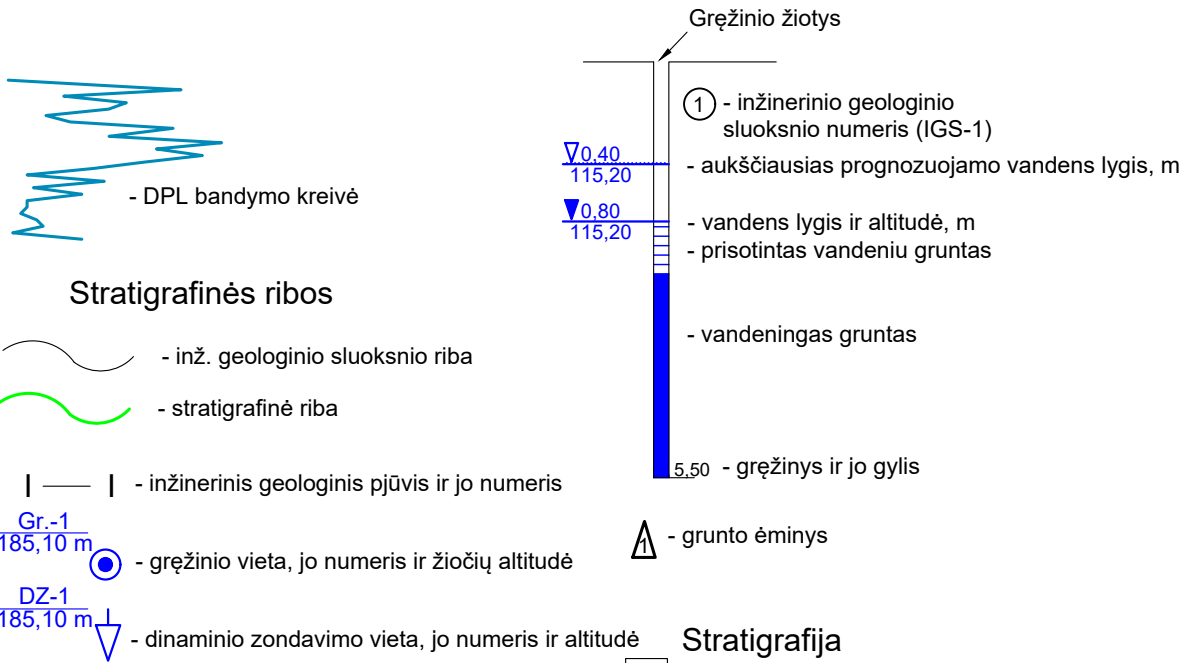 Gręžinio žiotys
1
- inžinerinio geologinio
sluoksnio numeris (IGS-1)
0,40
115,20
- aukščiausias prognozuojamo vandens lygis, m
- DPL bandymo kreivė
0,80
115,20
- vandens lygis ir altitudė, m
- prisotintas vandeniu gruntas
Stratigrafinės ribos
- vandeningas gruntas
- inž. geologinio sluoksnio riba
- stratigrafinė riba
5,50
- gręžinys ir jo gylis
I
I
- inžinerinis geologinis pjūvis ir jo numeris
Gr.-1
185,10 m
- gręžinio vieta, jo numeris ir žiočių altitudė
1
- grunto ėminys
DZ-1
185,10 m
- dinaminio zondavimo vieta, jo numeris ir altitudė
Stratigrafija